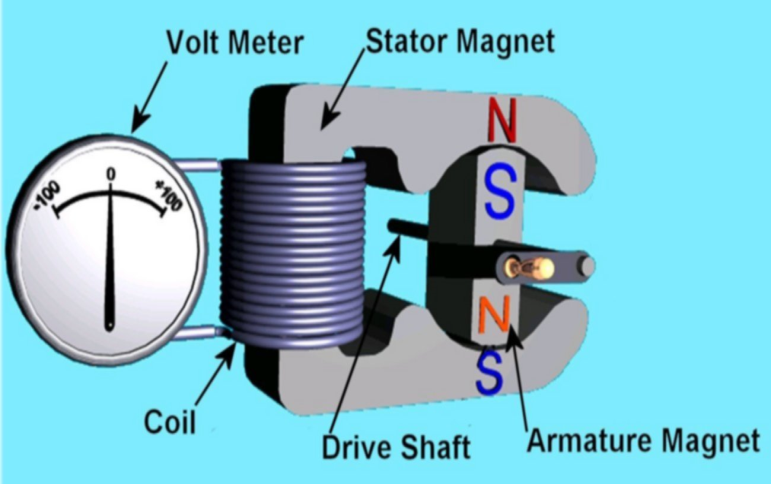 Volt Meter
Stator Magnet
N
-100
0
+100
S
N
S
Coil
Drive Shaft
Armature Magnet